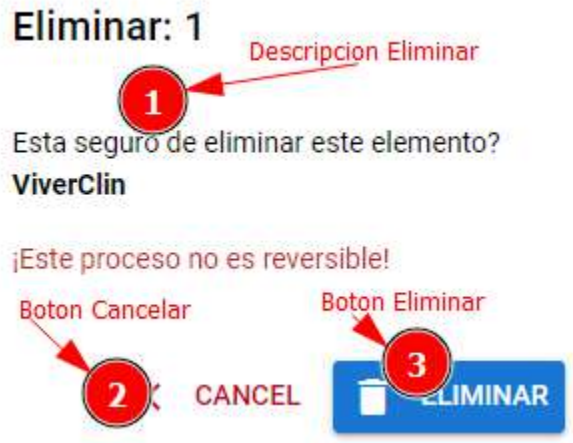 Eliminar: 1
Descripcion Eliminar
1
Esta seguro de eliminar este elemento?
ViverClin
¡Este proceso no es reversible!
Boton Cancelar
Boton Eliminar
2
CANCEL
3
ELIMINAR